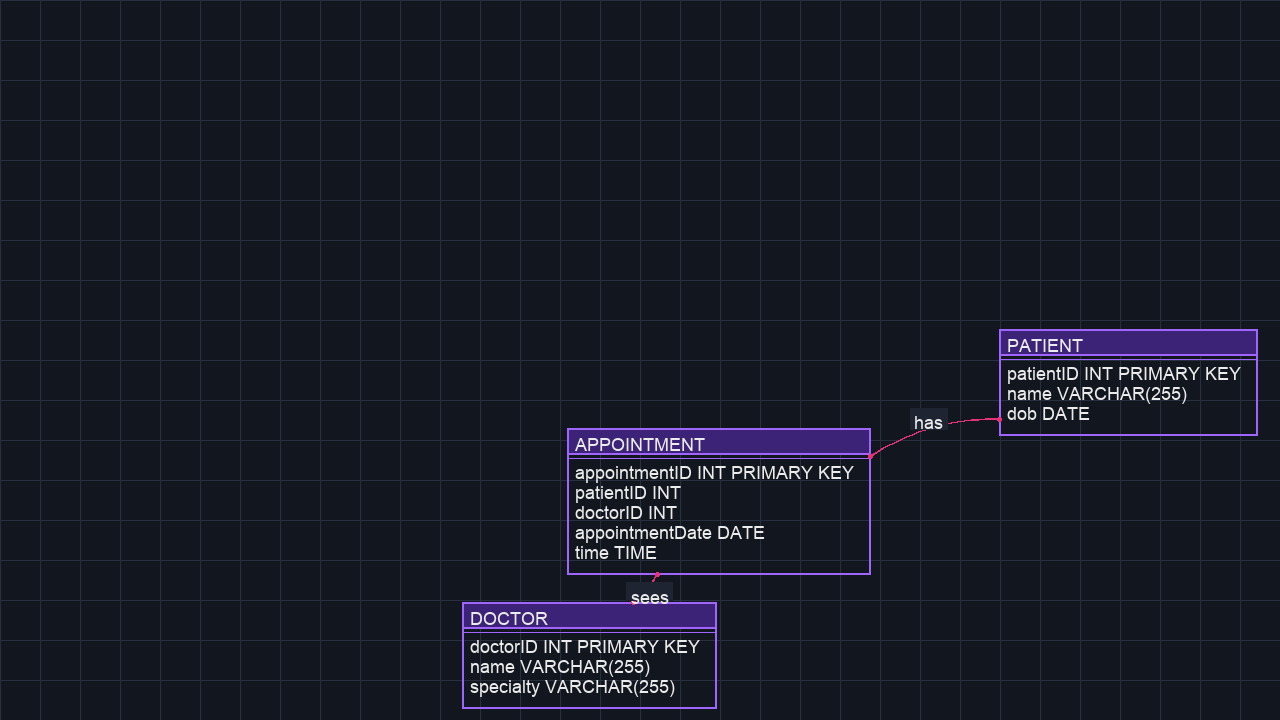 PATIENT
patientID INT PRIMARY KEY
name VARCHAR(255)
dob DATE
has
APPOINTMENT
appointmentID INT PRIMARY KEY
patientID INT
doctorID INT
appointmentDate DATE
time TIME
sees
DOCTOR
doctorID INT PRIMARY KEY
name VARCHAR(255)
specialty VARCHAR(255)